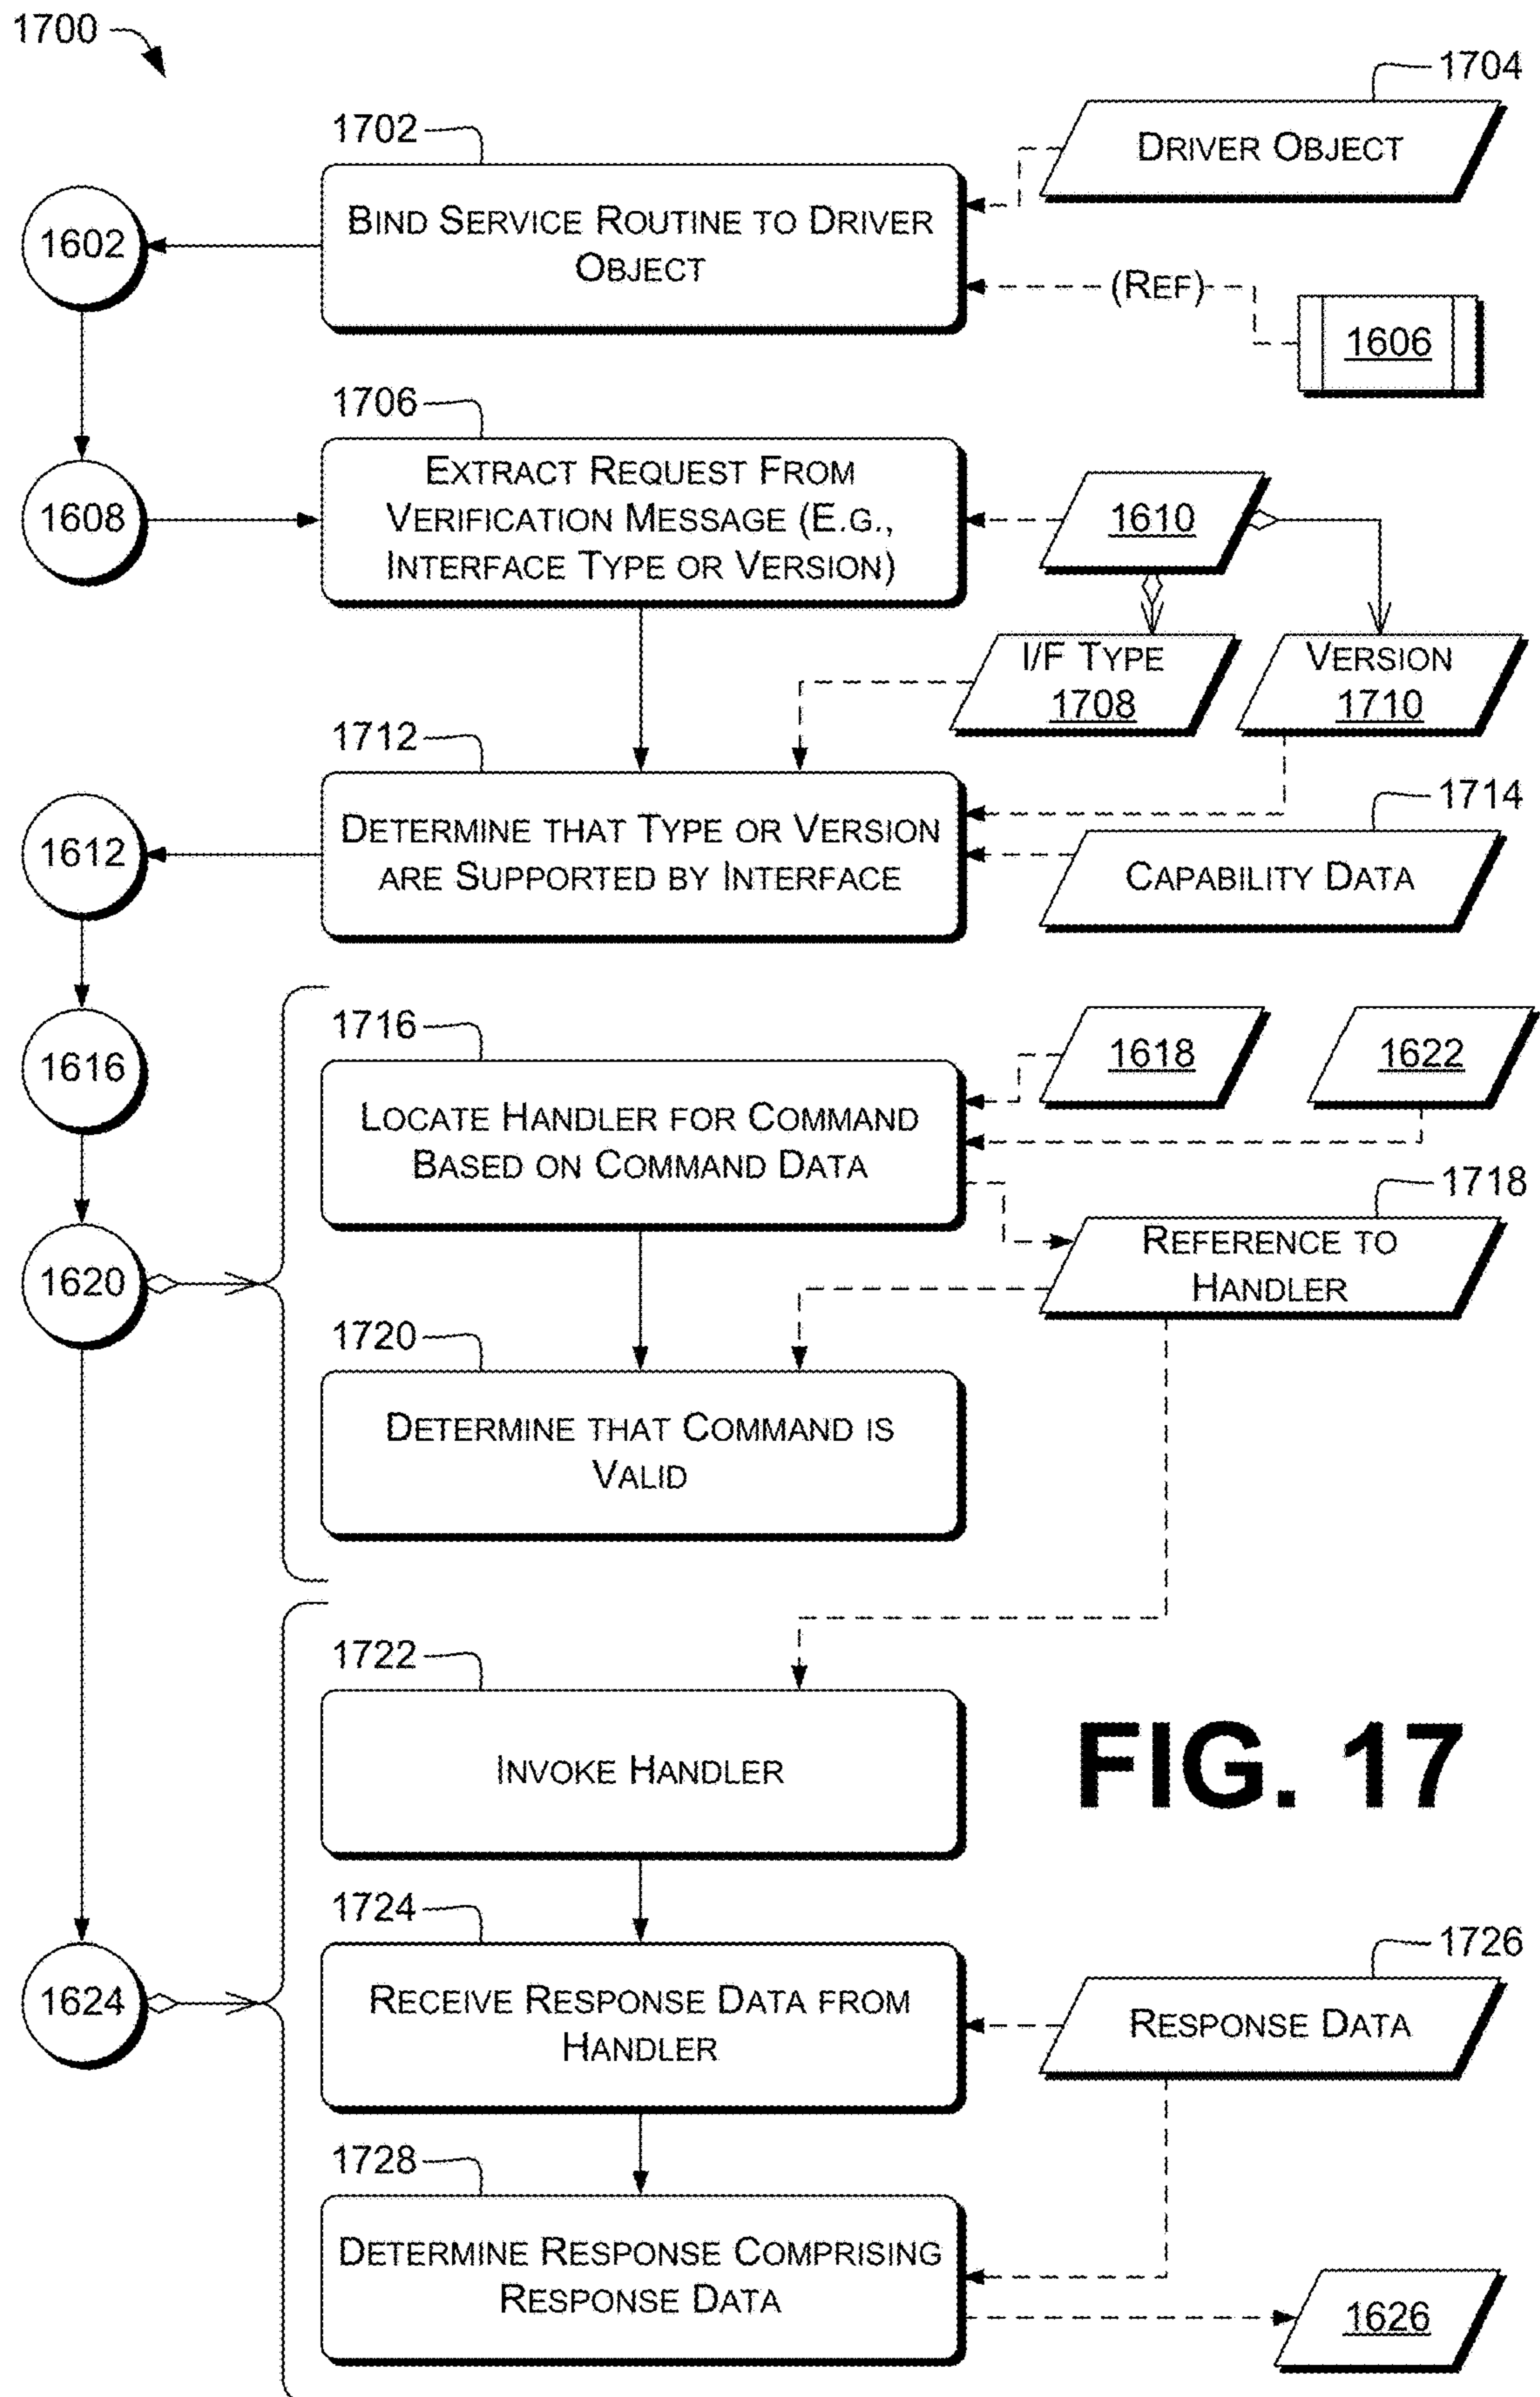 1700
1704
DRIVER OBJECT
1702
BIND SERVICE ROUTINE TO DRIVER
OBJECT
1602
(REF)
1606
1706
EXTRACT REQUEST FROM
VERIFICATION MESSAGE (E.G.,
INTERFACE TYPE OR VERSION)
1608
1610
I/F TYPE
1708
VERSION
1710
1712
DETERMINE THAT TYPE OR VERSION
ARE SUPPORTED BY INTERFACE
1612
1714
CAPABILITY DATA
1616
1716
LOCATE HANDLER FOR COMMAND
BASED ON COMMAND DATA
1618
1622
1718
REFERENCE TO
HANDLER
1620
1720
DETERMINE THAT COMMAND IS
VALID
1722
INVOKE HANDLER
FIG. 17
1724
RECEIVE RESPONSE DATA FROM
HANDLER
1624
1726
RESPONSE DATA
1728
DETERMINE RESPONSE COMPRISING
RESPONSE DATA
1626